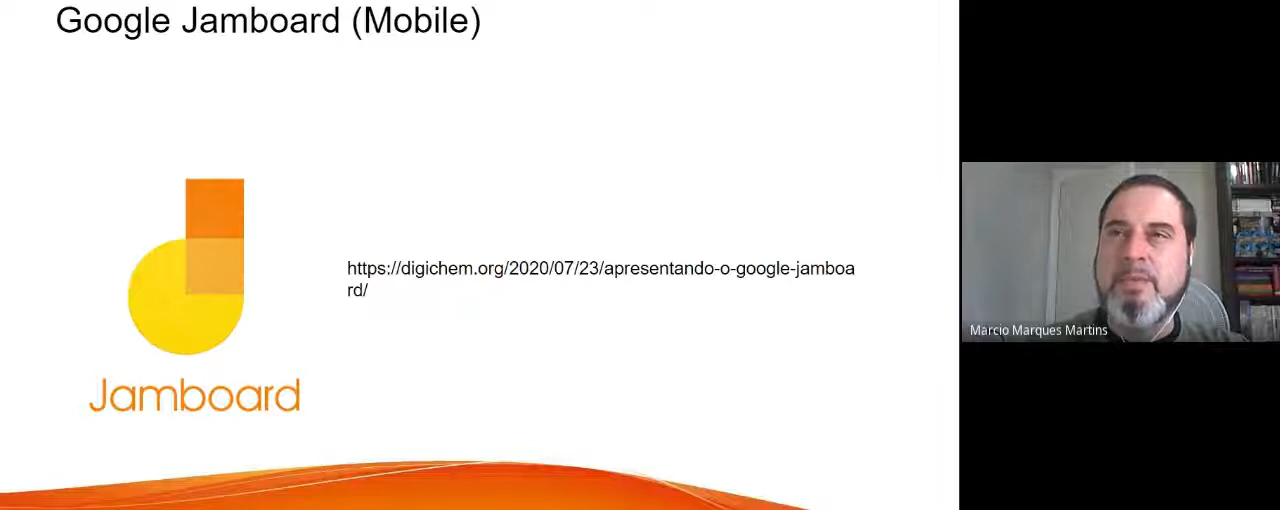 Google Jamboard (Mobile)
https://digichem.org/2020/07/23/apresentando-o-google-jamboa
rd/
Jamboard
Marcio Marques Martins